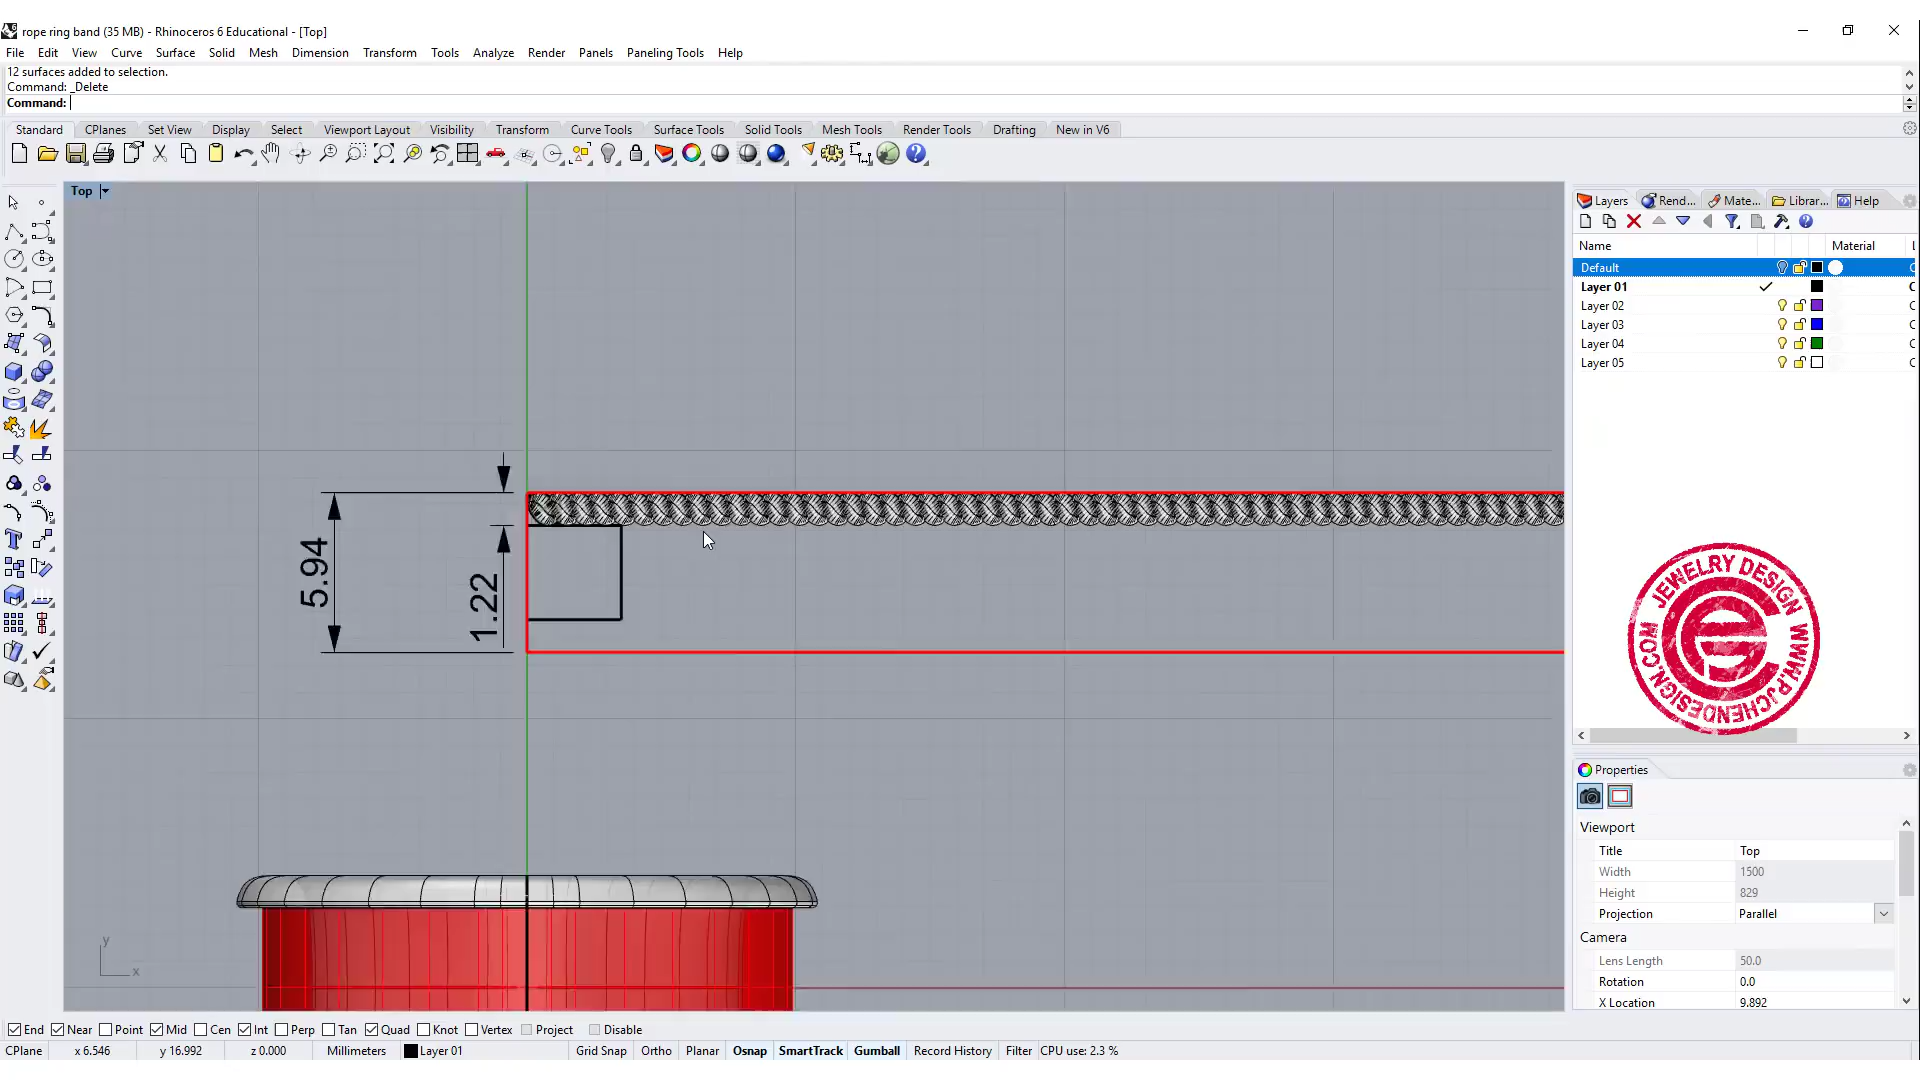 rope ring band (35 MB) - Rhinoceros 6 Educational - [Top]
File Edit View Curve Surface Solid Mesh Dimension Transform Tools Analyze Render Panels Paneling Tools Help
12 surfaces added to selection.
Command: _Delete
Command:
Standard CPlanes Set View Display Select Viewport Layout Visibility Transform Curve Tools Surface Tools Solid Tools Mesh Tools Render Tools Drafting New in V6
Top
Layers Rend... Mate... Librar... Help
Name Material L
Default C
Layer 01 C
Layer 02 C
Layer 03 C
Layer 04 C
Layer 05 C
5.94
1.22
JEWELRY DESIGN
WWW.PJCHENDESIGN.COM
Properties
Viewport
Title Top
Width 1500
Height 829
Projection Parallel
Camera
Lens Length 50.0
Rotation 0.0
X Location 9.892
y
x
End Near Point Mid Cen Int Perp Tan Quad Knot Vertex Project Disable
CPlane x 6.546 y 16.992 z 0.000 Millimeters Layer 01 Grid Snap Ortho Planar Osnap SmartTrack Gumball Record History Filter CPU use: 2.3 %